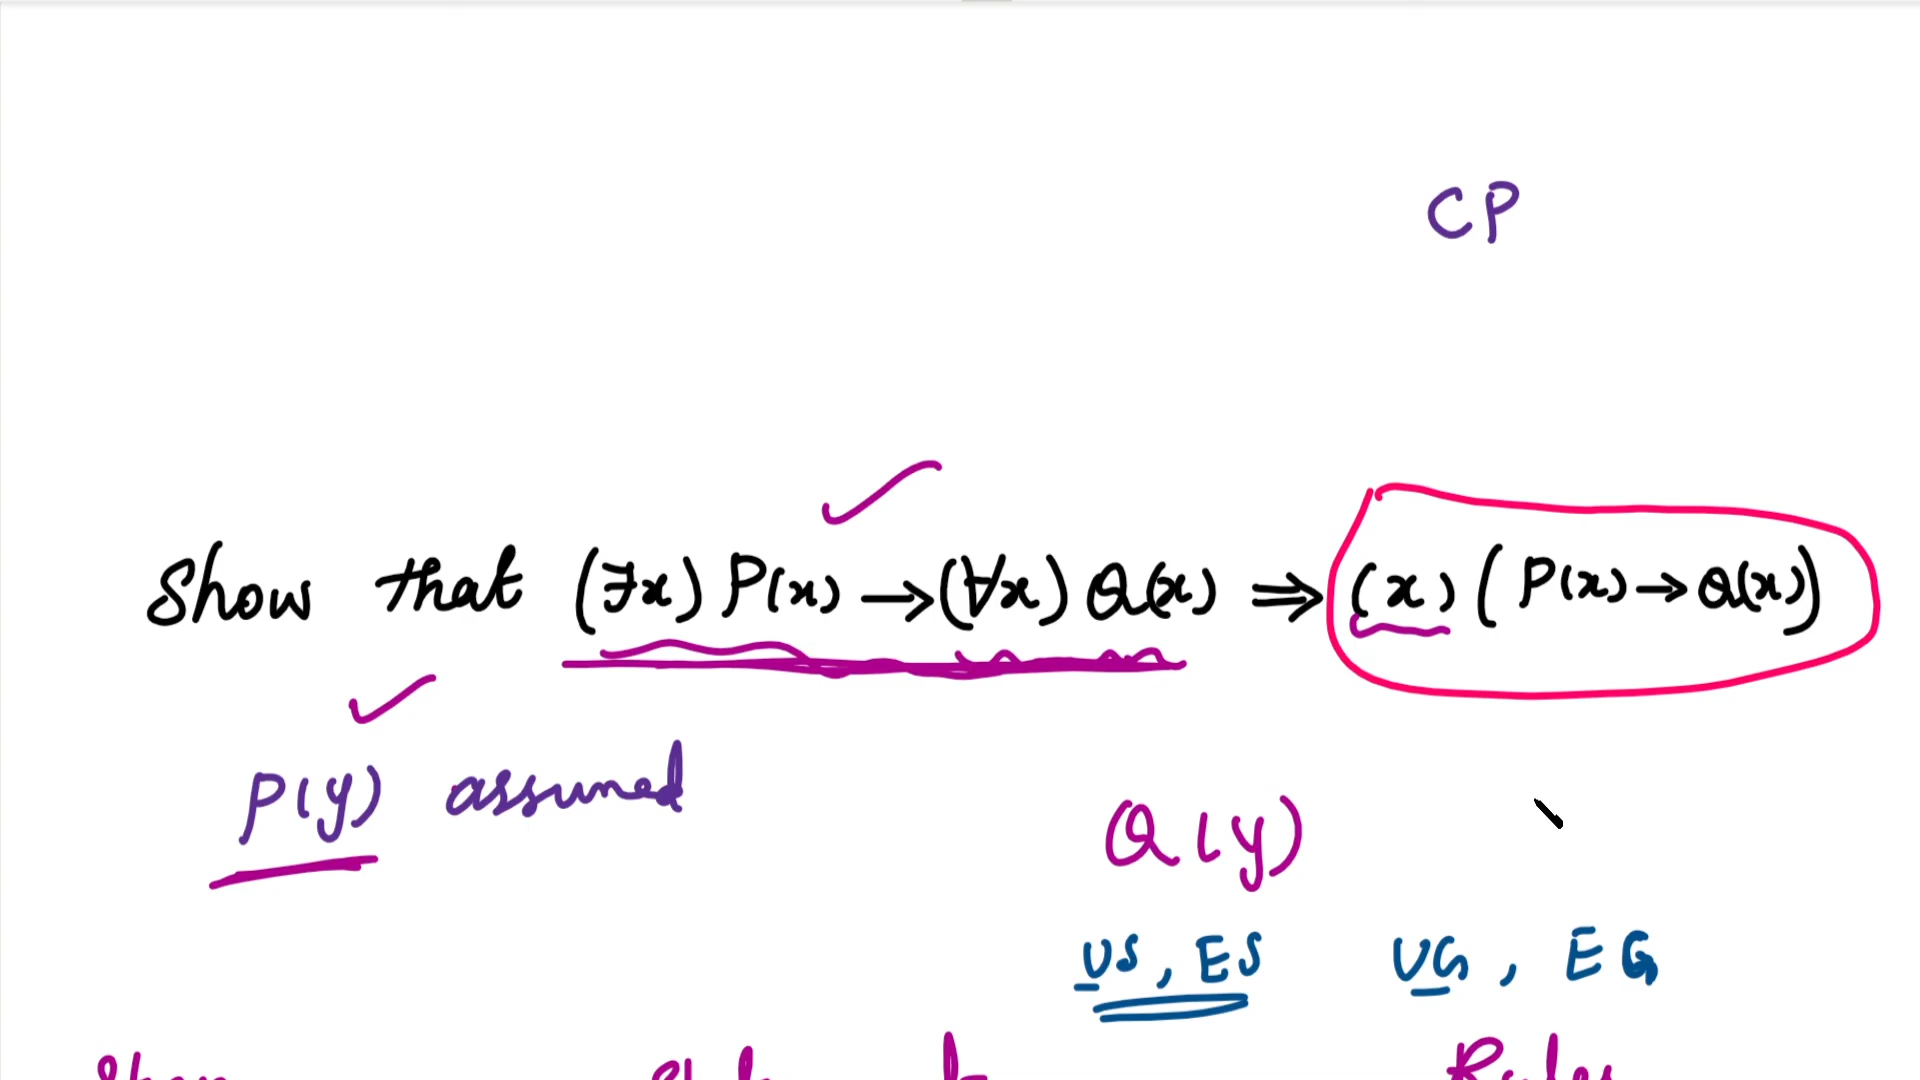 CP
Show that (∃x) P(x) → (∀x) Q(x) ⇒ (x) (P(x) → Q(x))
P(y) assumed
Q(y)
US, ES UG, EG